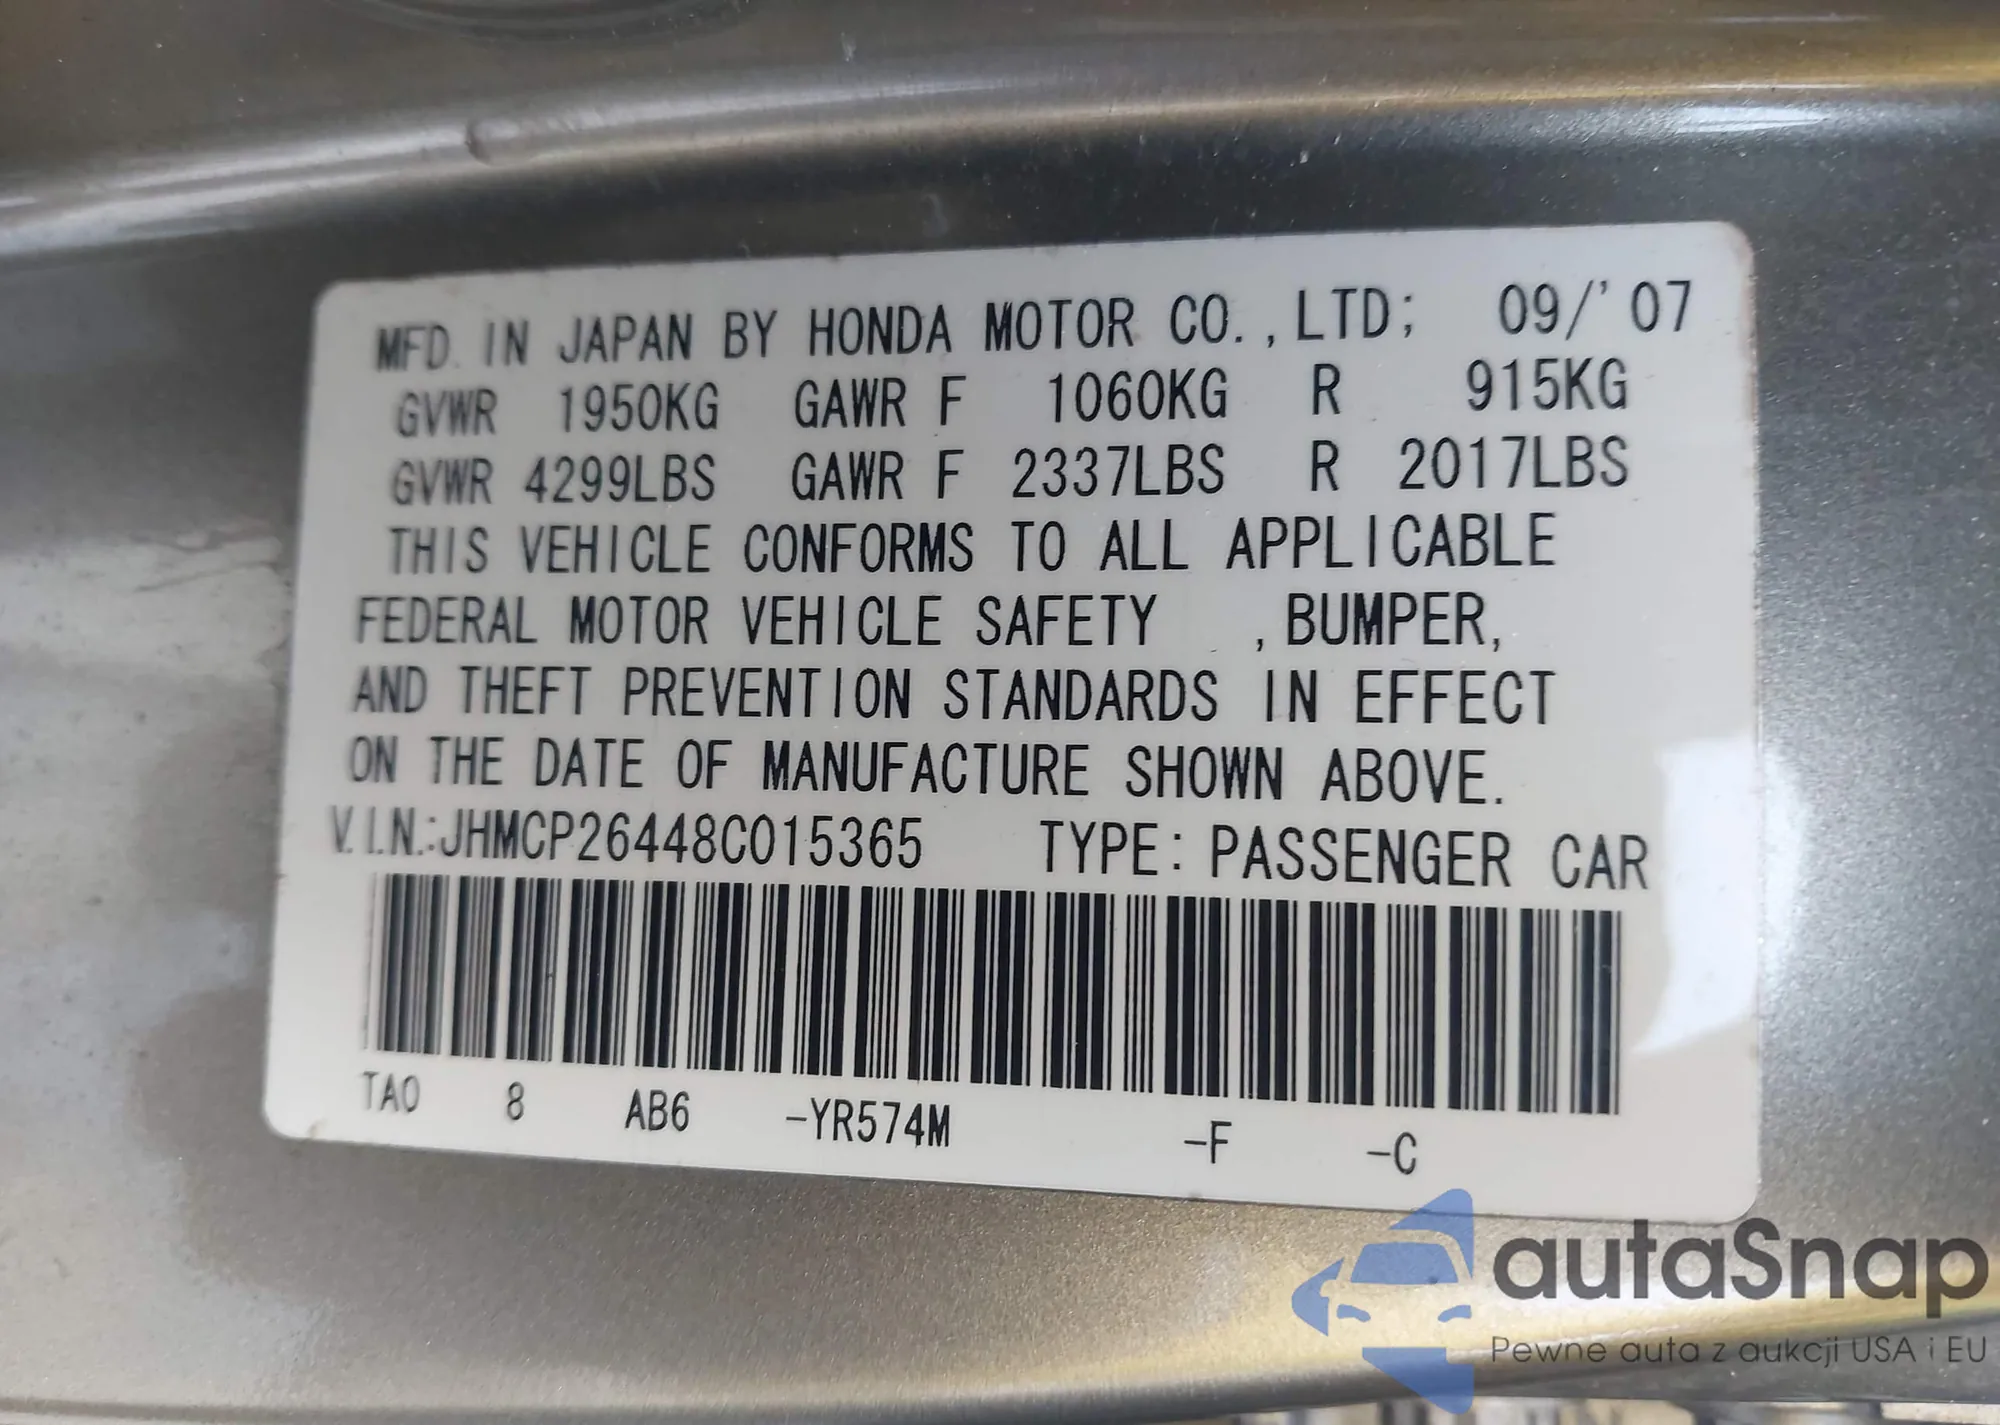 MFD. IN JAPAN BY HONDA MOTOR CO.,LTD; 09/'07
GVWR 1950KG GAWR F 1060KG R 915KG
GVWR 4299LBS GAWR F 2337LBS R 2017LBS
THIS VEHICLE CONFORMS TO ALL APPLICABLE
FEDERAL MOTOR VEHICLE SAFETY ,BUMPER,
AND THEFT PREVENTION STANDARDS IN EFFECT
ON THE DATE OF MANUFACTURE SHOWN ABOVE.
V.I.N.:JHMCP26448C015365 TYPE:PASSENGER CAR
TA0 8 AB6 -YR574M -F -C
autaSnap
Pewne auta z aukcji USA i EU